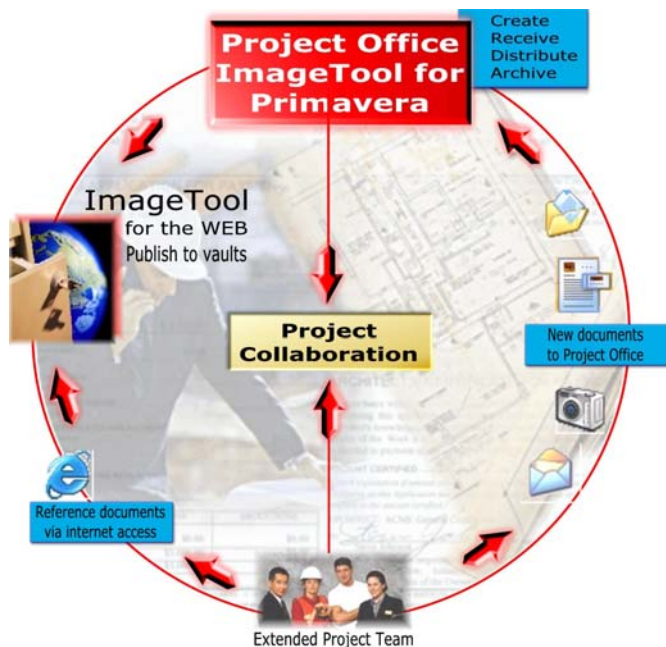 Project Office
ImageTool for
Primavera
Create
Receive
Distribute
Archive
ImageTool
for the WEB
Publish to vaults
Project
Collaboration
New documents
to Project Office
Reference documents
via internet access
Extended Project Team